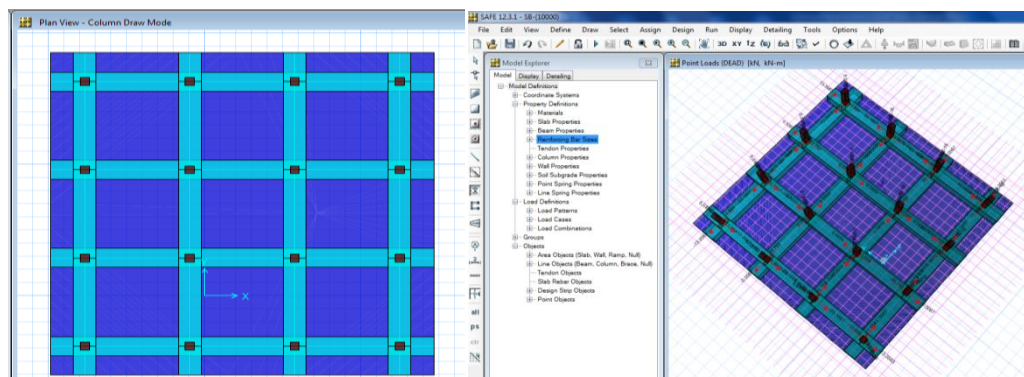 Plan View - Column Draw Mode
X
SAFE 12.3.1 - SB-(10000)
File Edit View Define Draw Select Assign Design Run Display Detailing Tools Options Help
3D XY
Model Explorer
Model Display Detailing
Model Definitions
Coordinate Systems
Property Definitions
Materials
Slab Properties
Beam Properties
Reinforcing Bar Sizes
Tendon Properties
Column Properties
Wall Properties
Soil Subgrade Properties
Point Spring Properties
Line Spring Properties
Load Definitions
Load Patterns
Load Cases
Load Combinations
Groups
Objects
Area Objects (Slab, Wall, Ramp, Null)
Line Objects (Beam, Column, Brace, Null)
Tendon Objects
Slab Rebar Objects
Design Strip Objects
Point Objects
all
ps
clr
Point Loads (DEAD) [kN, kN-m]